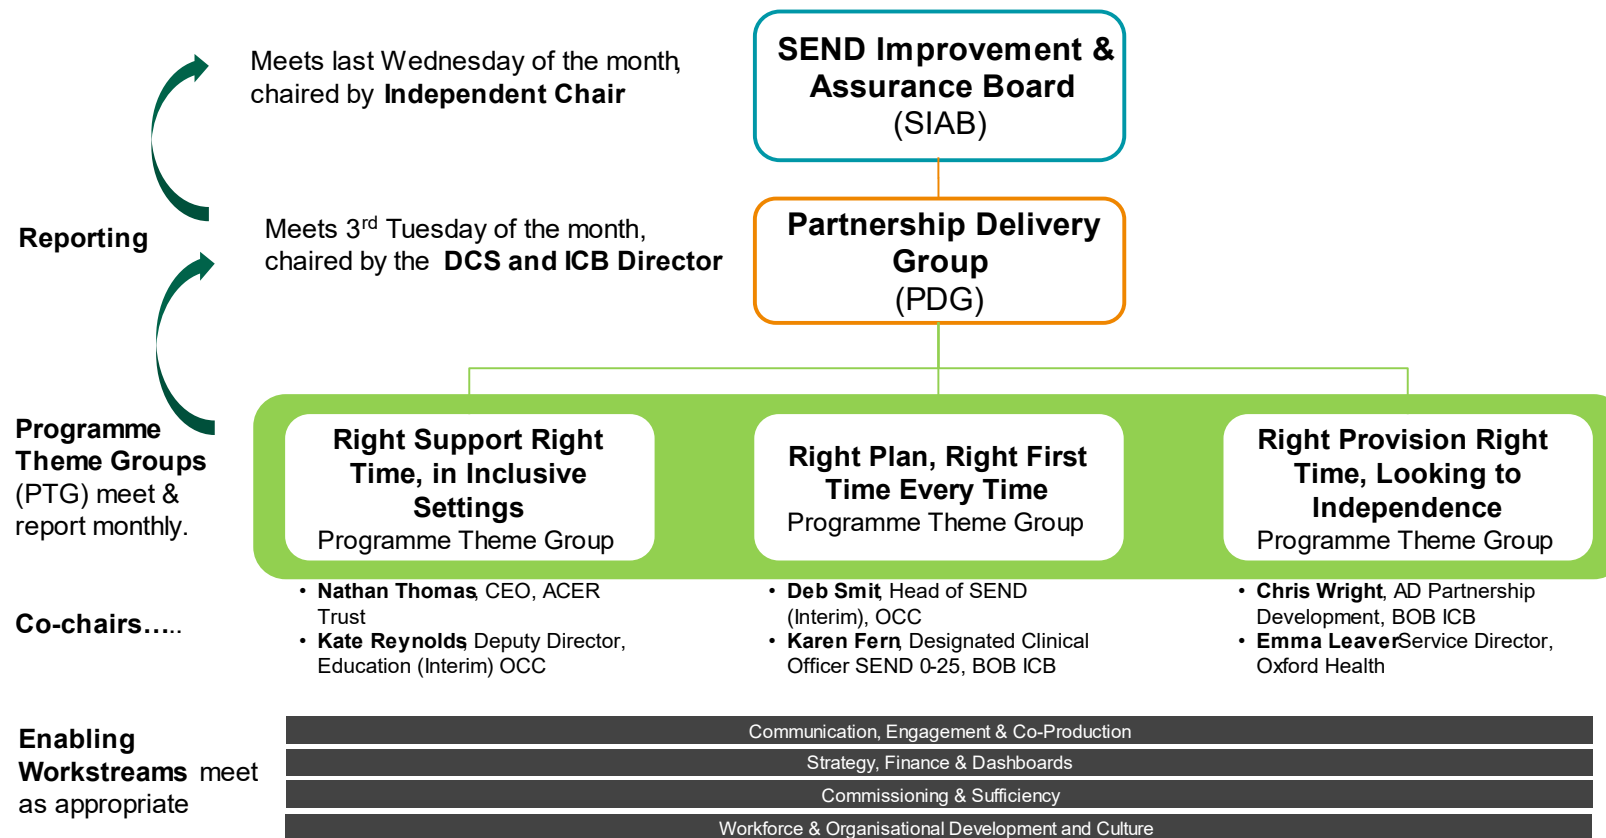 SEND Improvement &
Assurance Board
(SIAB)
Meets last Wednesday of the month,
chaired by Independent Chair
Reporting
Meets 3rd Tuesday of the month,
chaired by the DCS and ICB Director
Partnership Delivery
Group
(PDG)
Programme
Theme Groups
(PTG) meet &
report monthly.
Right Support Right
Time, in Inclusive
Settings
Programme Theme Group
Right Plan, Right First
Time Every Time
Programme Theme Group
Right Provision Right
Time, Looking to
Independence
Programme Theme Group
Co-chairs…..
• Nathan Thomas, CEO, ACER
Trust
• Kate Reynolds, Deputy Director,
Education (Interim) OCC
• Deb Smit, Head of SEND
(Interim), OCC
• Karen Fern, Designated Clinical
Officer SEND 0-25, BOB ICB
• Chris Wright, AD Partnership
Development, BOB ICB
• Emma Leaver Service Director,
Oxford Health
Enabling
Workstreams meet
as appropriate
Communication, Engagement & Co-Production
Strategy, Finance & Dashboards
Commissioning & Sufficiency
Workforce & Organisational Development and Culture